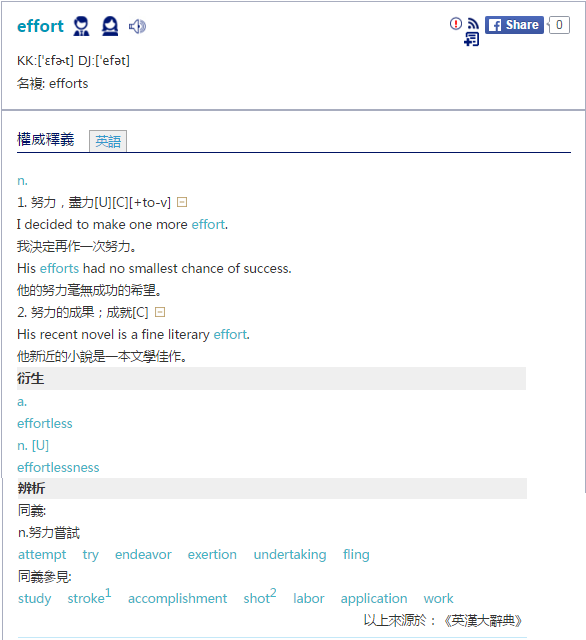 effort
Share 0
KK:[ˈɛfɚt] DJ:['efət]
名複: efforts
權威釋義 英語
n.
1. 努力，盡力[U][C][+to-v]
I decided to make one more effort.
我決定再作一次努力。
His efforts had no smallest chance of success.
他的努力毫無成功的希望。
2. 努力的成果；成就[C]
His recent novel is a fine literary effort.
他新近的小說是一本文學佳作。
衍生
a.
effortless
n. [U]
effortlessness
辨析
同義:
n.努力嘗試
attempt try endeavor exertion undertaking fling
同義參見:
study stroke1 accomplishment shot2 labor application work
以上來源於：《英漢大辭典》